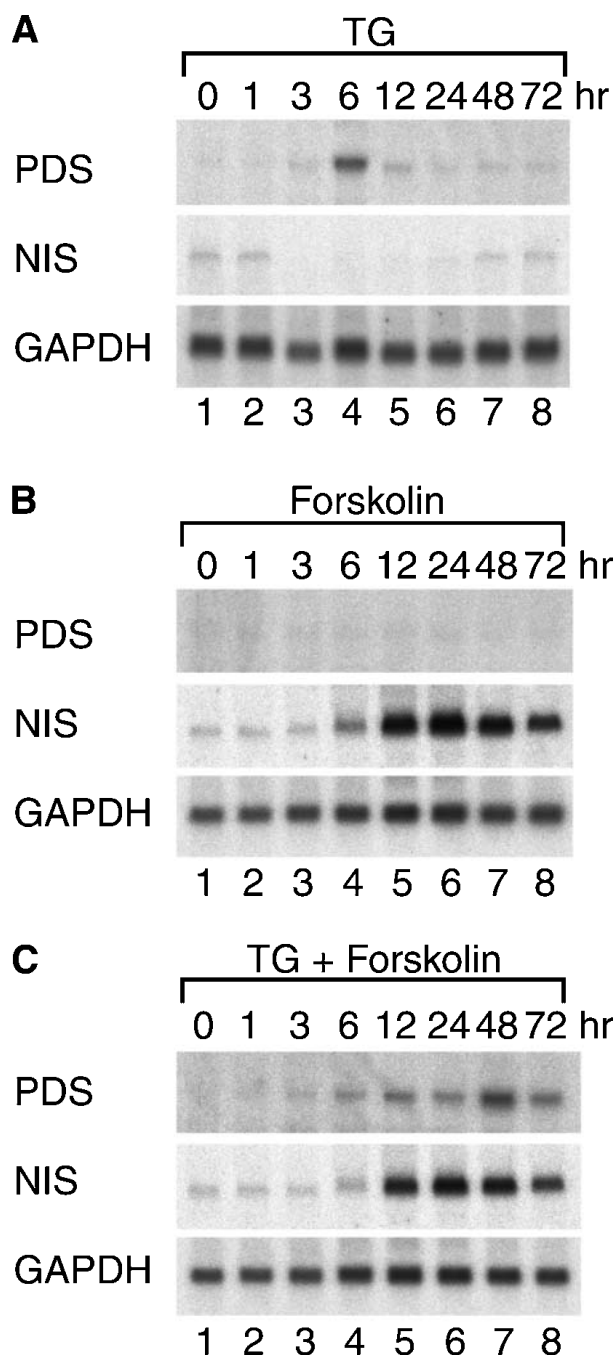 A
TG
0 1 3 6 12 24 48 72 hr
PDS
NIS
GAPDH
1 2 3 4 5 6 7 8
B
Forskolin
0 1 3 6 12 24 48 72 hr
PDS
NIS
GAPDH
1 2 3 4 5 6 7 8
C
TG + Forskolin
0 1 3 6 12 24 48 72 hr
PDS
NIS
GAPDH
1 2 3 4 5 6 7 8